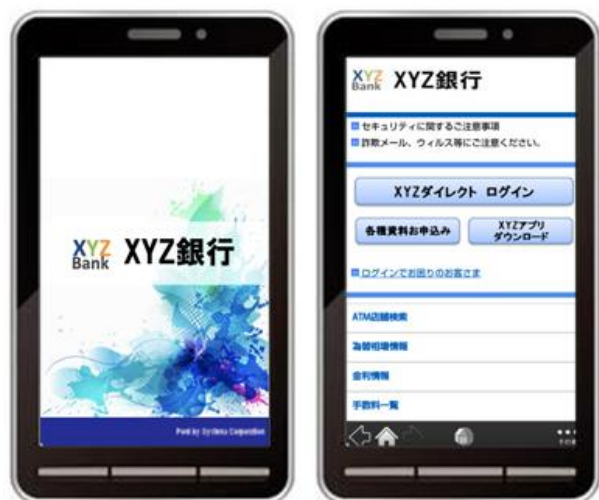 XYZ
Bank
XYZ銀行
XYZ
Bank
XYZ銀行
セキュリティに関するご注意事項
詐欺メール、ウィルス等にご注意ください。
XYZダイレクト ログイン
各種資料お申込み
XYZアプリ
ダウンロード
ログインでお困りのお客さま
ATM店舗検索
為替相場情報
金利情報
手数料一覧